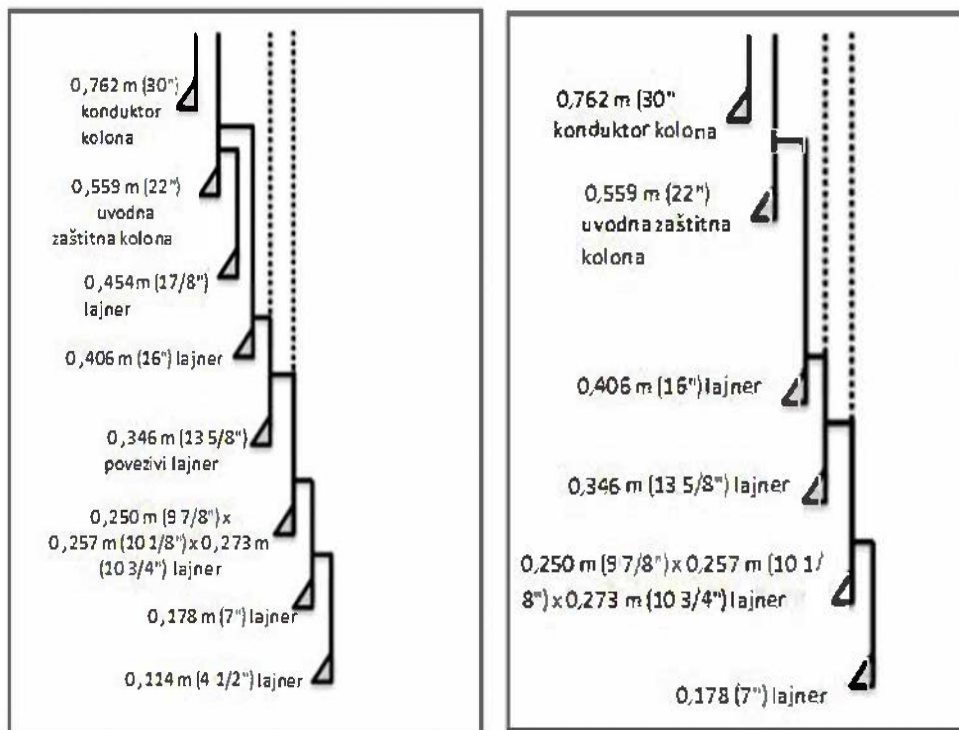 0,762 m (30")
konduktor
kolona
0,559 m (22")
uvodna
zaštitna kolona
0,454m (17/8")
lajner
0,406 m (16") lajner
0,346 m (13 5/8")
povezivi lajner
0,250 m (9 7/8") x
0,257 m (10 1/8") x 0,273 m
(10 3/4") lajner
0,178 m (7") lajner
0,114 m (4 1/2") lajner
0,762 m (30"
konduktor kolona
0,559 m (22")
uvodna zaštitna
kolona
0,406 m (16") lajner
0,346 m (13 5/8") lajner
0,250 m (9 7/8") x 0,257 m (10 1/
8") x 0,273 m (10 3/4") lajner
0,178 (7") lajner